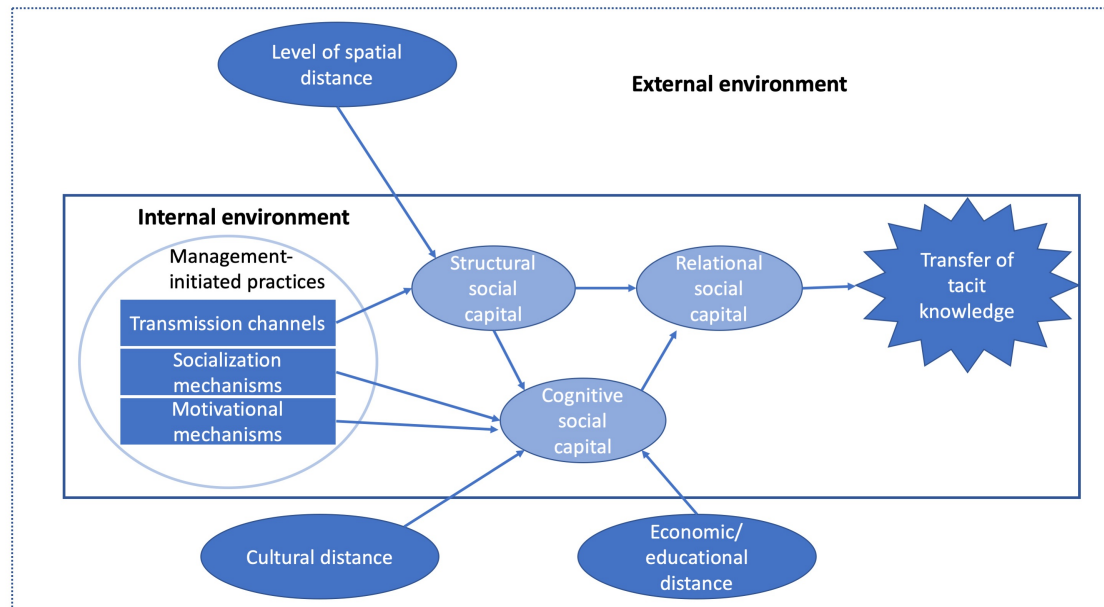 Level of spatial
distance
External environment
Internal environment
Management-
initiated practices
Transmission channels
Socialization
mechanisms
Motivational
mechanisms
Structural
social
capital
Relational
social
capital
Transfer of
tacit
knowledge
Cognitive
social
capital
Cultural distance
Economic/
educational
distance